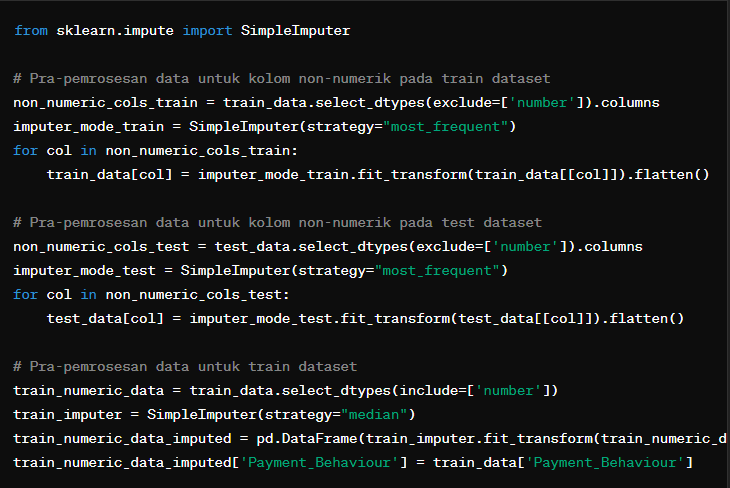 from sklearn.impute import SimpleImputer
# Pra-pemrosesan data untuk kolom non-numerik pada train dataset
non_numeric_cols_train = train_data.select_dtypes(exclude=['number']).columns
imputer_mode_train = SimpleImputer(strategy="most_frequent")
for col in non_numeric_cols_train:
    train_data[col] = imputer_mode_train.fit_transform(train_data[[col]]).flatten()
# Pra-pemrosesan data untuk kolom non-numerik pada test dataset
non_numeric_cols_test = test_data.select_dtypes(exclude=['number']).columns
imputer_mode_test = SimpleImputer(strategy="most_frequent")
for col in non_numeric_cols_test:
    test_data[col] = imputer_mode_test.fit_transform(test_data[[col]]).flatten()
# Pra-pemrosesan data untuk train dataset
train_numeric_data = train_data.select_dtypes(include=['number'])
train_imputer = SimpleImputer(strategy="median")
train_numeric_data_imputed = pd.DataFrame(train_imputer.fit_transform(train_numeric_d
train_numeric_data_imputed['Payment_Behaviour'] = train_data['Payment_Behaviour']